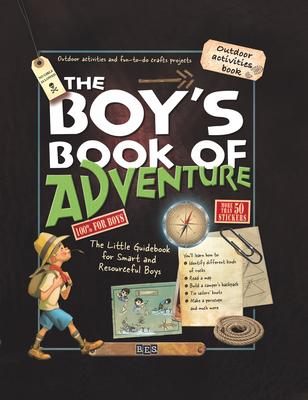 Outdoor activities and fun-to-do crafts projects
Outdoor
activities
book
THE
BOY'S
BOOK OF
ADVENTURE
100% FOR BOYS
MORE
THAN 50
STICKERS
The Little Guidebook
for Smart and
Resourceful Boys
You'll learn how to:
Identify different kinds
of rocks
Read a map
Build a camper's backpack
Tie sailors' knots
Make a periscope
and much more
B.E.S.